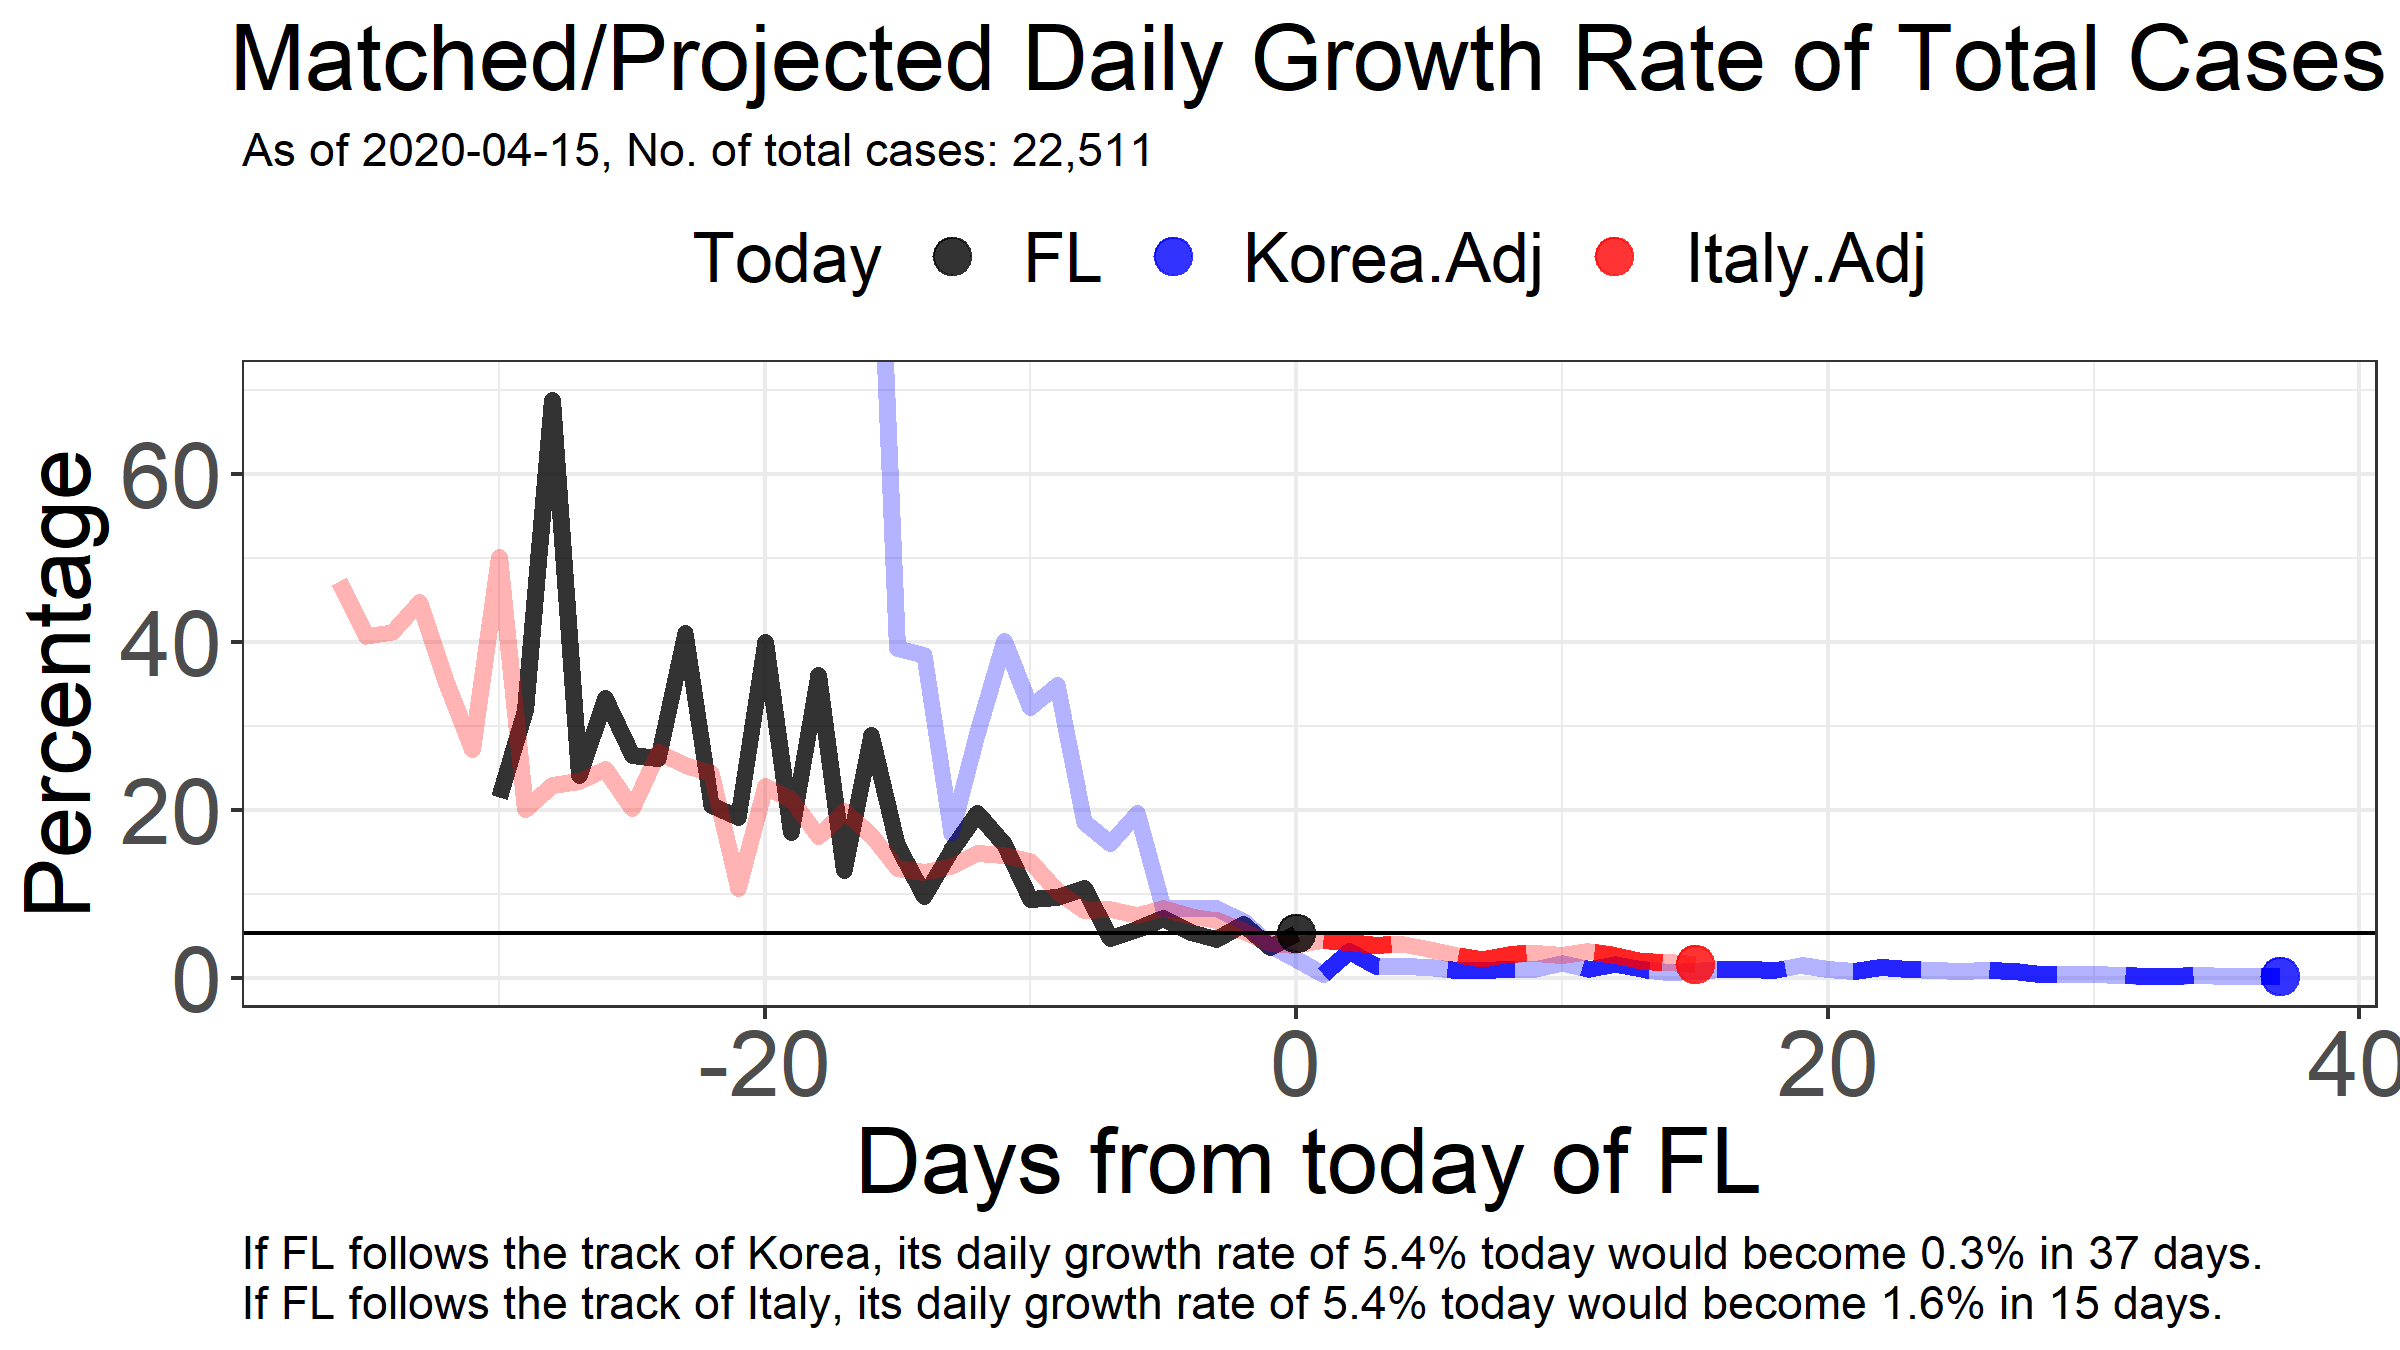 Matched/Projected Daily Growth Rate of Total Cases
As of 2020-04-15, No. of total cases: 22,511
Today FL Korea.Adj Italy.Adj
Percentage
60
40
20
0
-20 0 20 40
Days from today of FL
If FL follows the track of Korea, its daily growth rate of 5.4% today would become 0.3% in 37 days.
If FL follows the track of Italy, its daily growth rate of 5.4% today would become 1.6% in 15 days.